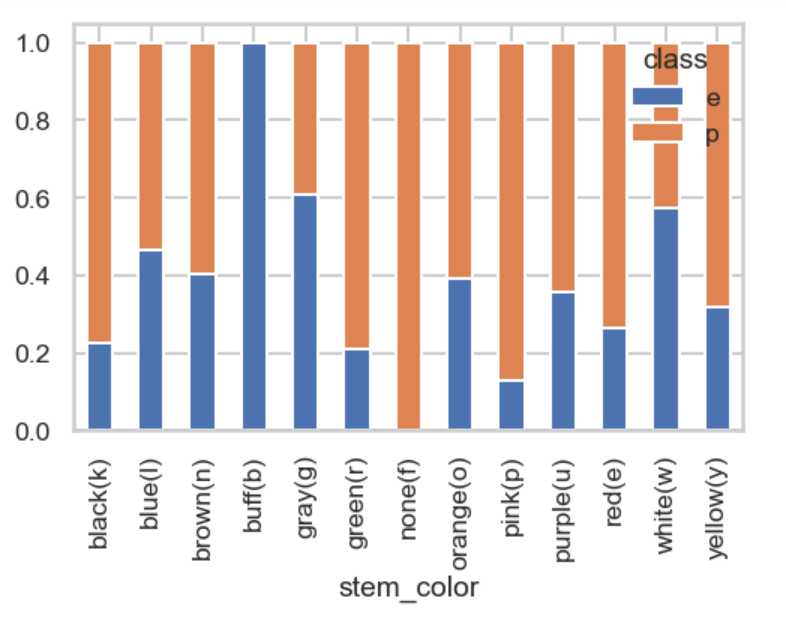 1.0
0.8
0.6
0.4
0.2
0.0
class
e
p
black(k)
blue(l)
brown(n)
buff(b)
gray(g)
green(r)
none(f)
orange(o)
pink(p)
purple(u)
red(e)
white(w)
yellow(y)
stem_color